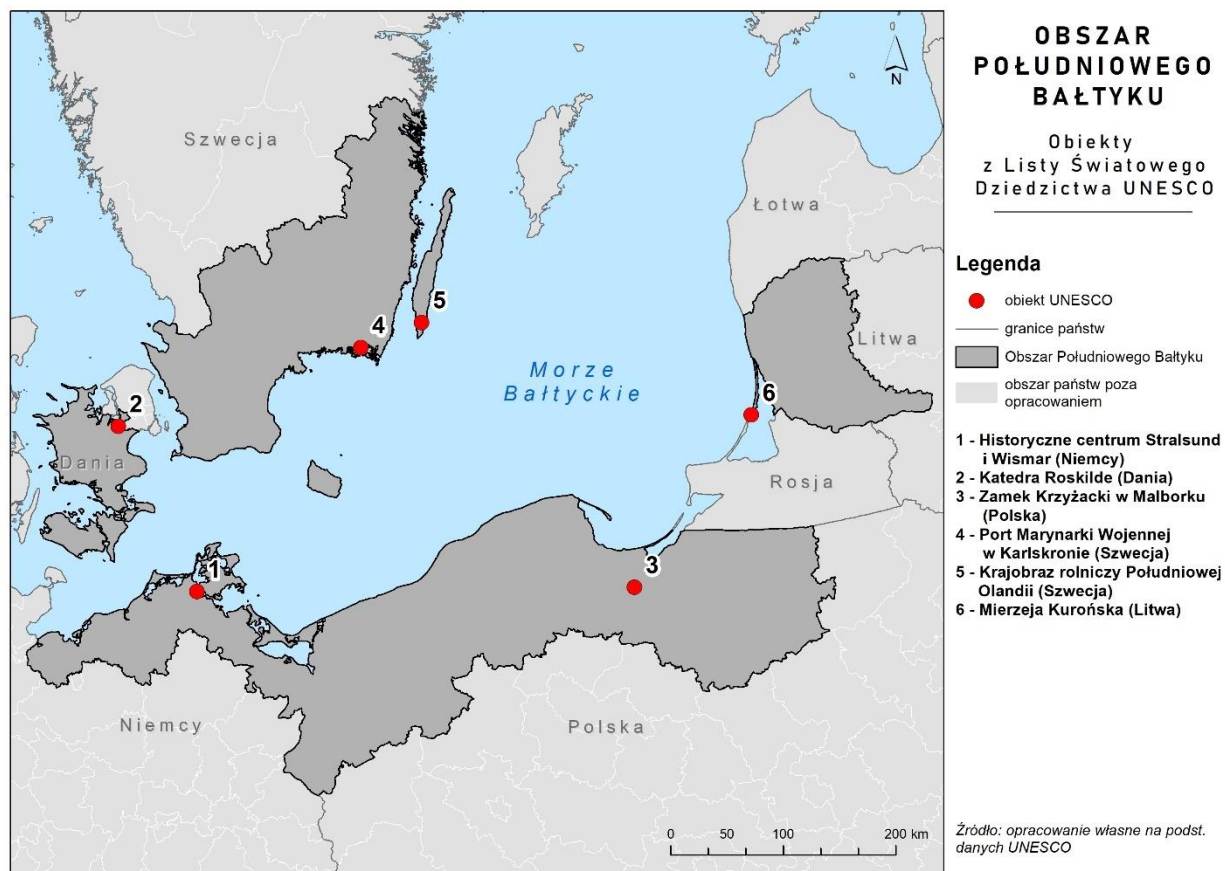 OBSZAR
POŁUDNIOWEGO
BAŁTYKU
Obiekty
z Listy Światowego
Dziedzictwa UNESCO
Legenda
obiekt UNESCO
granice państw
Obszar Południowego Bałtyku
obszar państw poza
opracowaniem
1 - Historyczne centrum Stralsund
i Wismar (Niemcy)
2 - Katedra Roskilde (Dania)
3 - Zamek Krzyżacki w Malborku
(Polska)
4 - Port Marynarki Wojennej
w Karlskronie (Szwecja)
5 - Krajobraz rolniczy Południowej
Olandii (Szwecja)
6 - Mierzeja Kurońska (Litwa)
Źródło: opracowanie własne na podst.
danych UNESCO
N
Szwecja
Łotwa
5
4
Litwa
Morze
Bałtyckie
6
2
Dania
Rosja
1
3
Niemcy
Polska
0 50 100 200 km